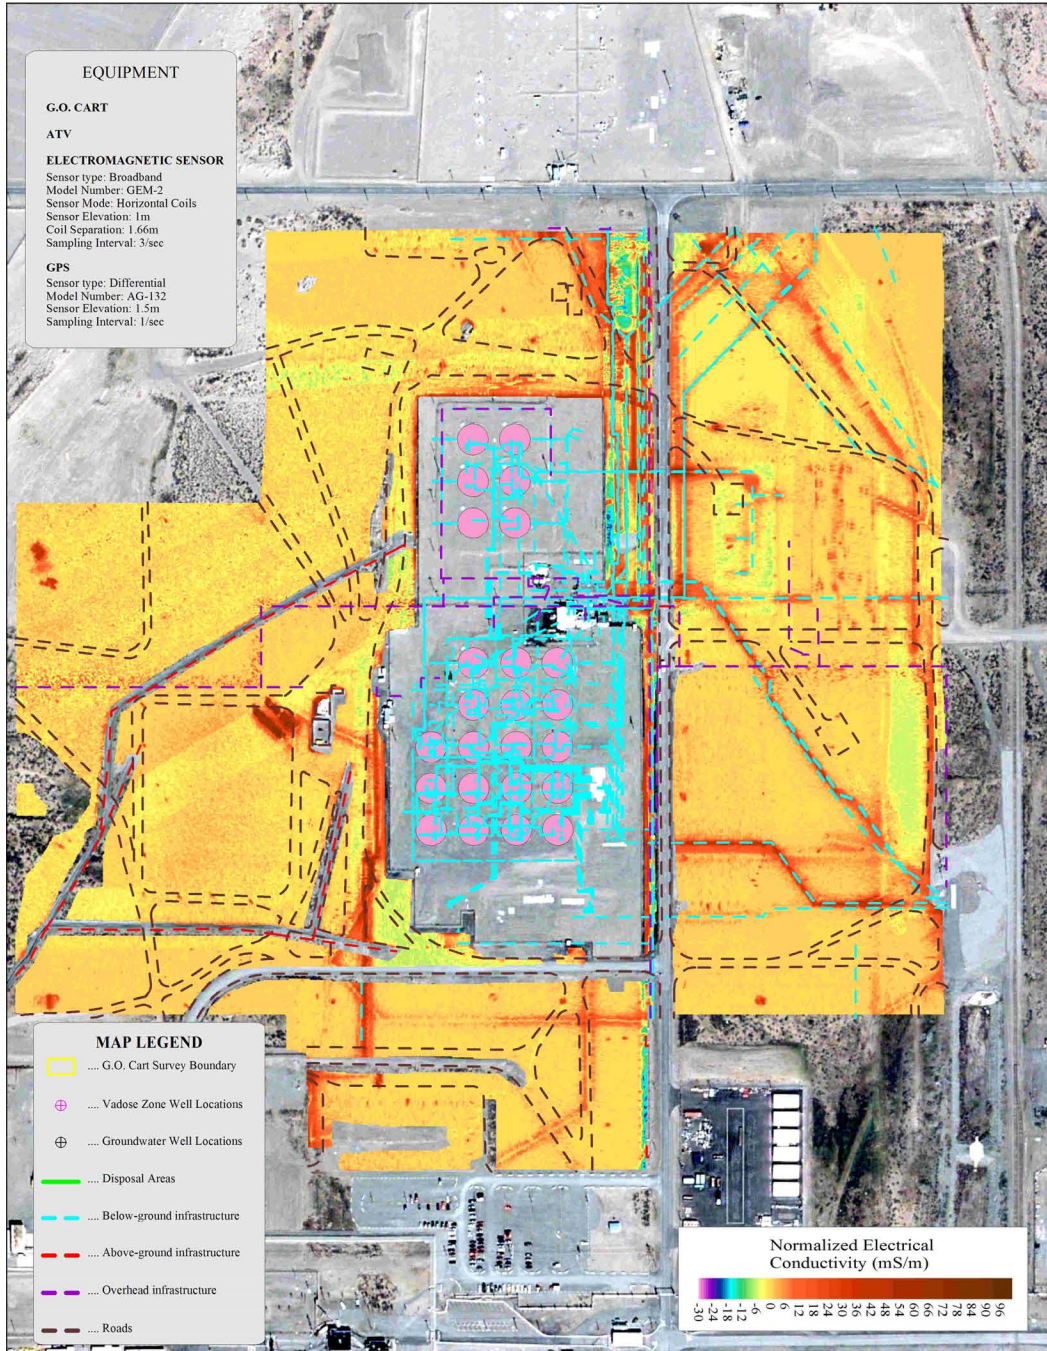 EQUIPMENT
G.O. CART
ATV
ELECTROMAGNETIC SENSOR
Sensor type: Broadband
Model Number: GEM-2
Sensor Mode: Horizontal Coils
Sensor Elevation: 1m
Coil Separation: 1.66m
Sampling Interval: 3/sec
GPS
Sensor type: Differential
Model Number: AG-132
Sensor Elevation: 1.5m
Sampling Interval: 1/sec
MAP LEGEND
.... G.O. Cart Survey Boundary
.... Vadose Zone Well Locations
.... Groundwater Well Locations
.... Disposal Areas
.... Below-ground infrastructure
.... Above-ground infrastructure
.... Overhead infrastructure
.... Roads
Normalized Electrical
Conductivity (mS/m)
-30 -24 -18 -12 -6 0 6 12 18 24 30 36 42 48 54 60 66 72 78 84 90 96